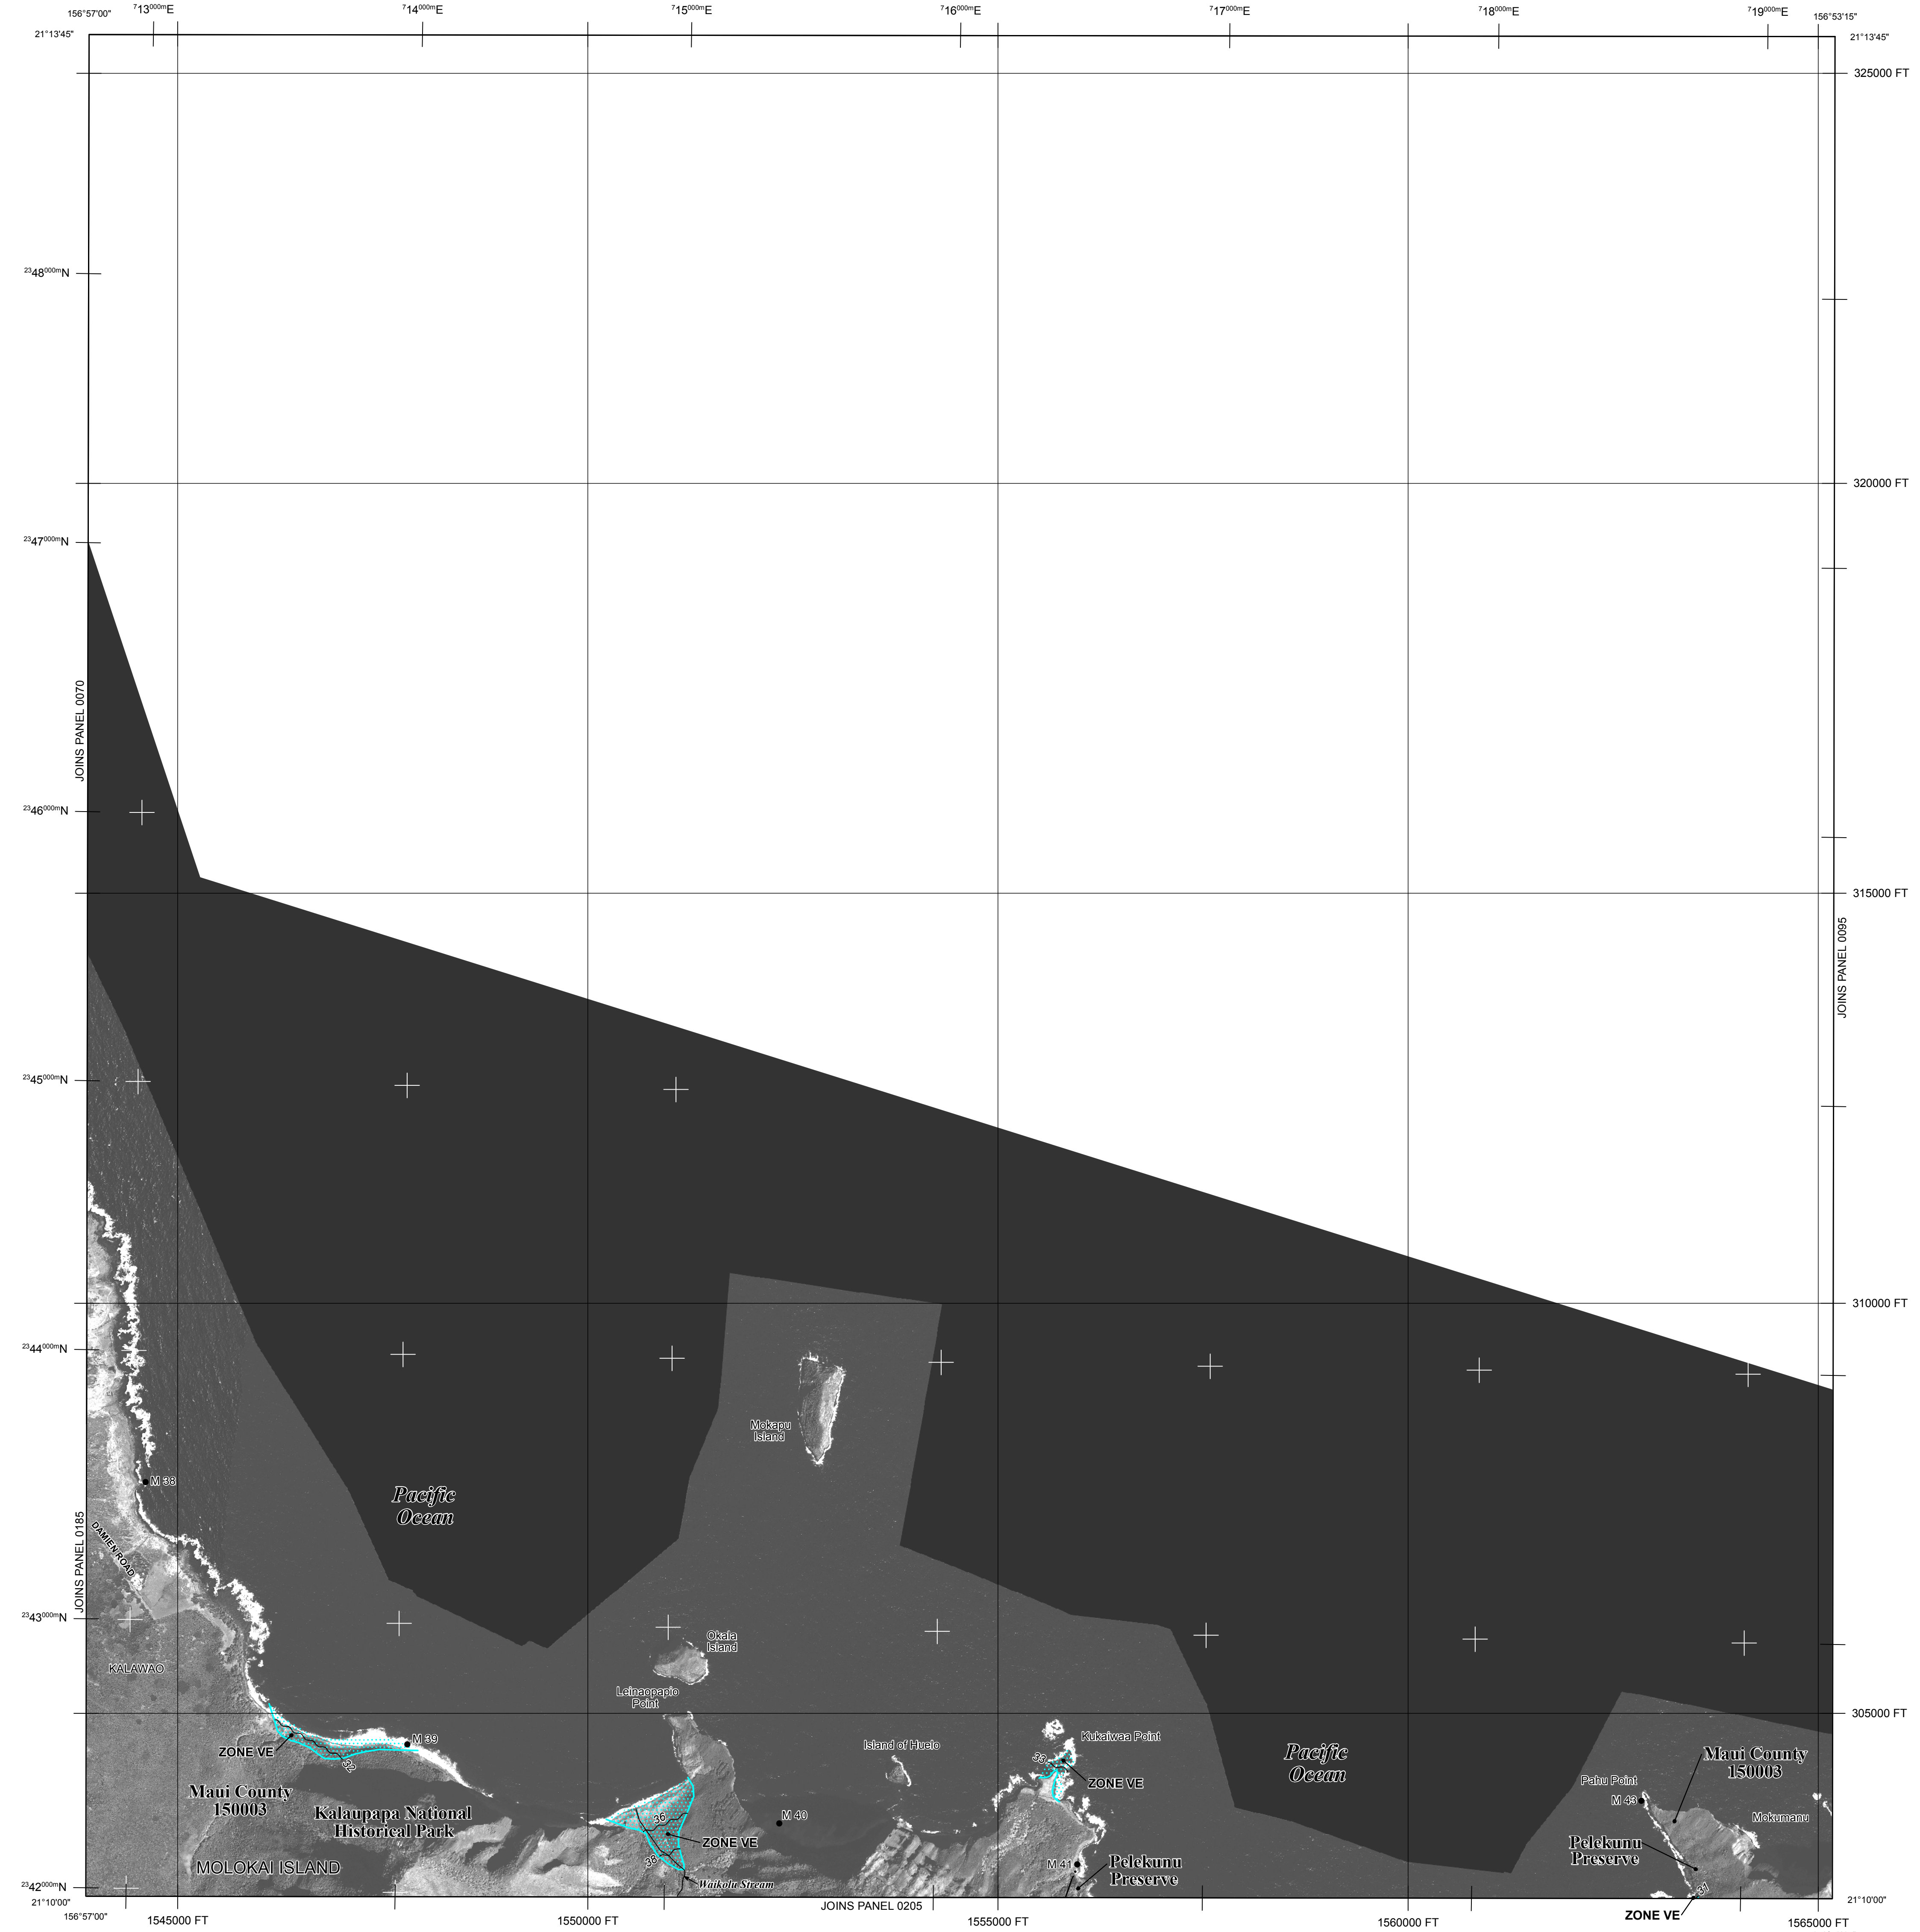 713000mE
714000mE
715000mE
716000mE
717000mE
718000mE
719000mE
156°57'00"
156°53'15"
21°13'45"
21°13'45"
325000 FT
2348000mN
320000 FT
2347000mN
JOINS PANEL 0070
2346000mN
315000 FT
JOINS PANEL 0095
2345000mN
310000 FT
2344000mN
Mokapu
Island
M 38
Pacific
Ocean
JOINS PANEL 0185
DAMIEN ROAD
2343000mN
Okala
Island
KALAWAO
Leinaopapio
Point
305000 FT
M 39
ZONE VE
32
Island of Huelo
Kukaiwaa Point
33
ZONE VE
Pacific
Ocean
Maui County
150003
Pahu Point
M 43
Maui County
150003
Kalaupapa National
Historical Park
36
M 40
Mokumanu
ZONE VE
38
Pelekunu
Preserve
MOLOKAI ISLAND
M 41
Pelekunu
Preserve
Waikolu Stream
31
2342000mN
21°10'00"
21°10'00"
156°57'00"
JOINS PANEL 0205
ZONE VE
1545000 FT
1550000 FT
1555000 FT
1560000 FT
1565000 FT